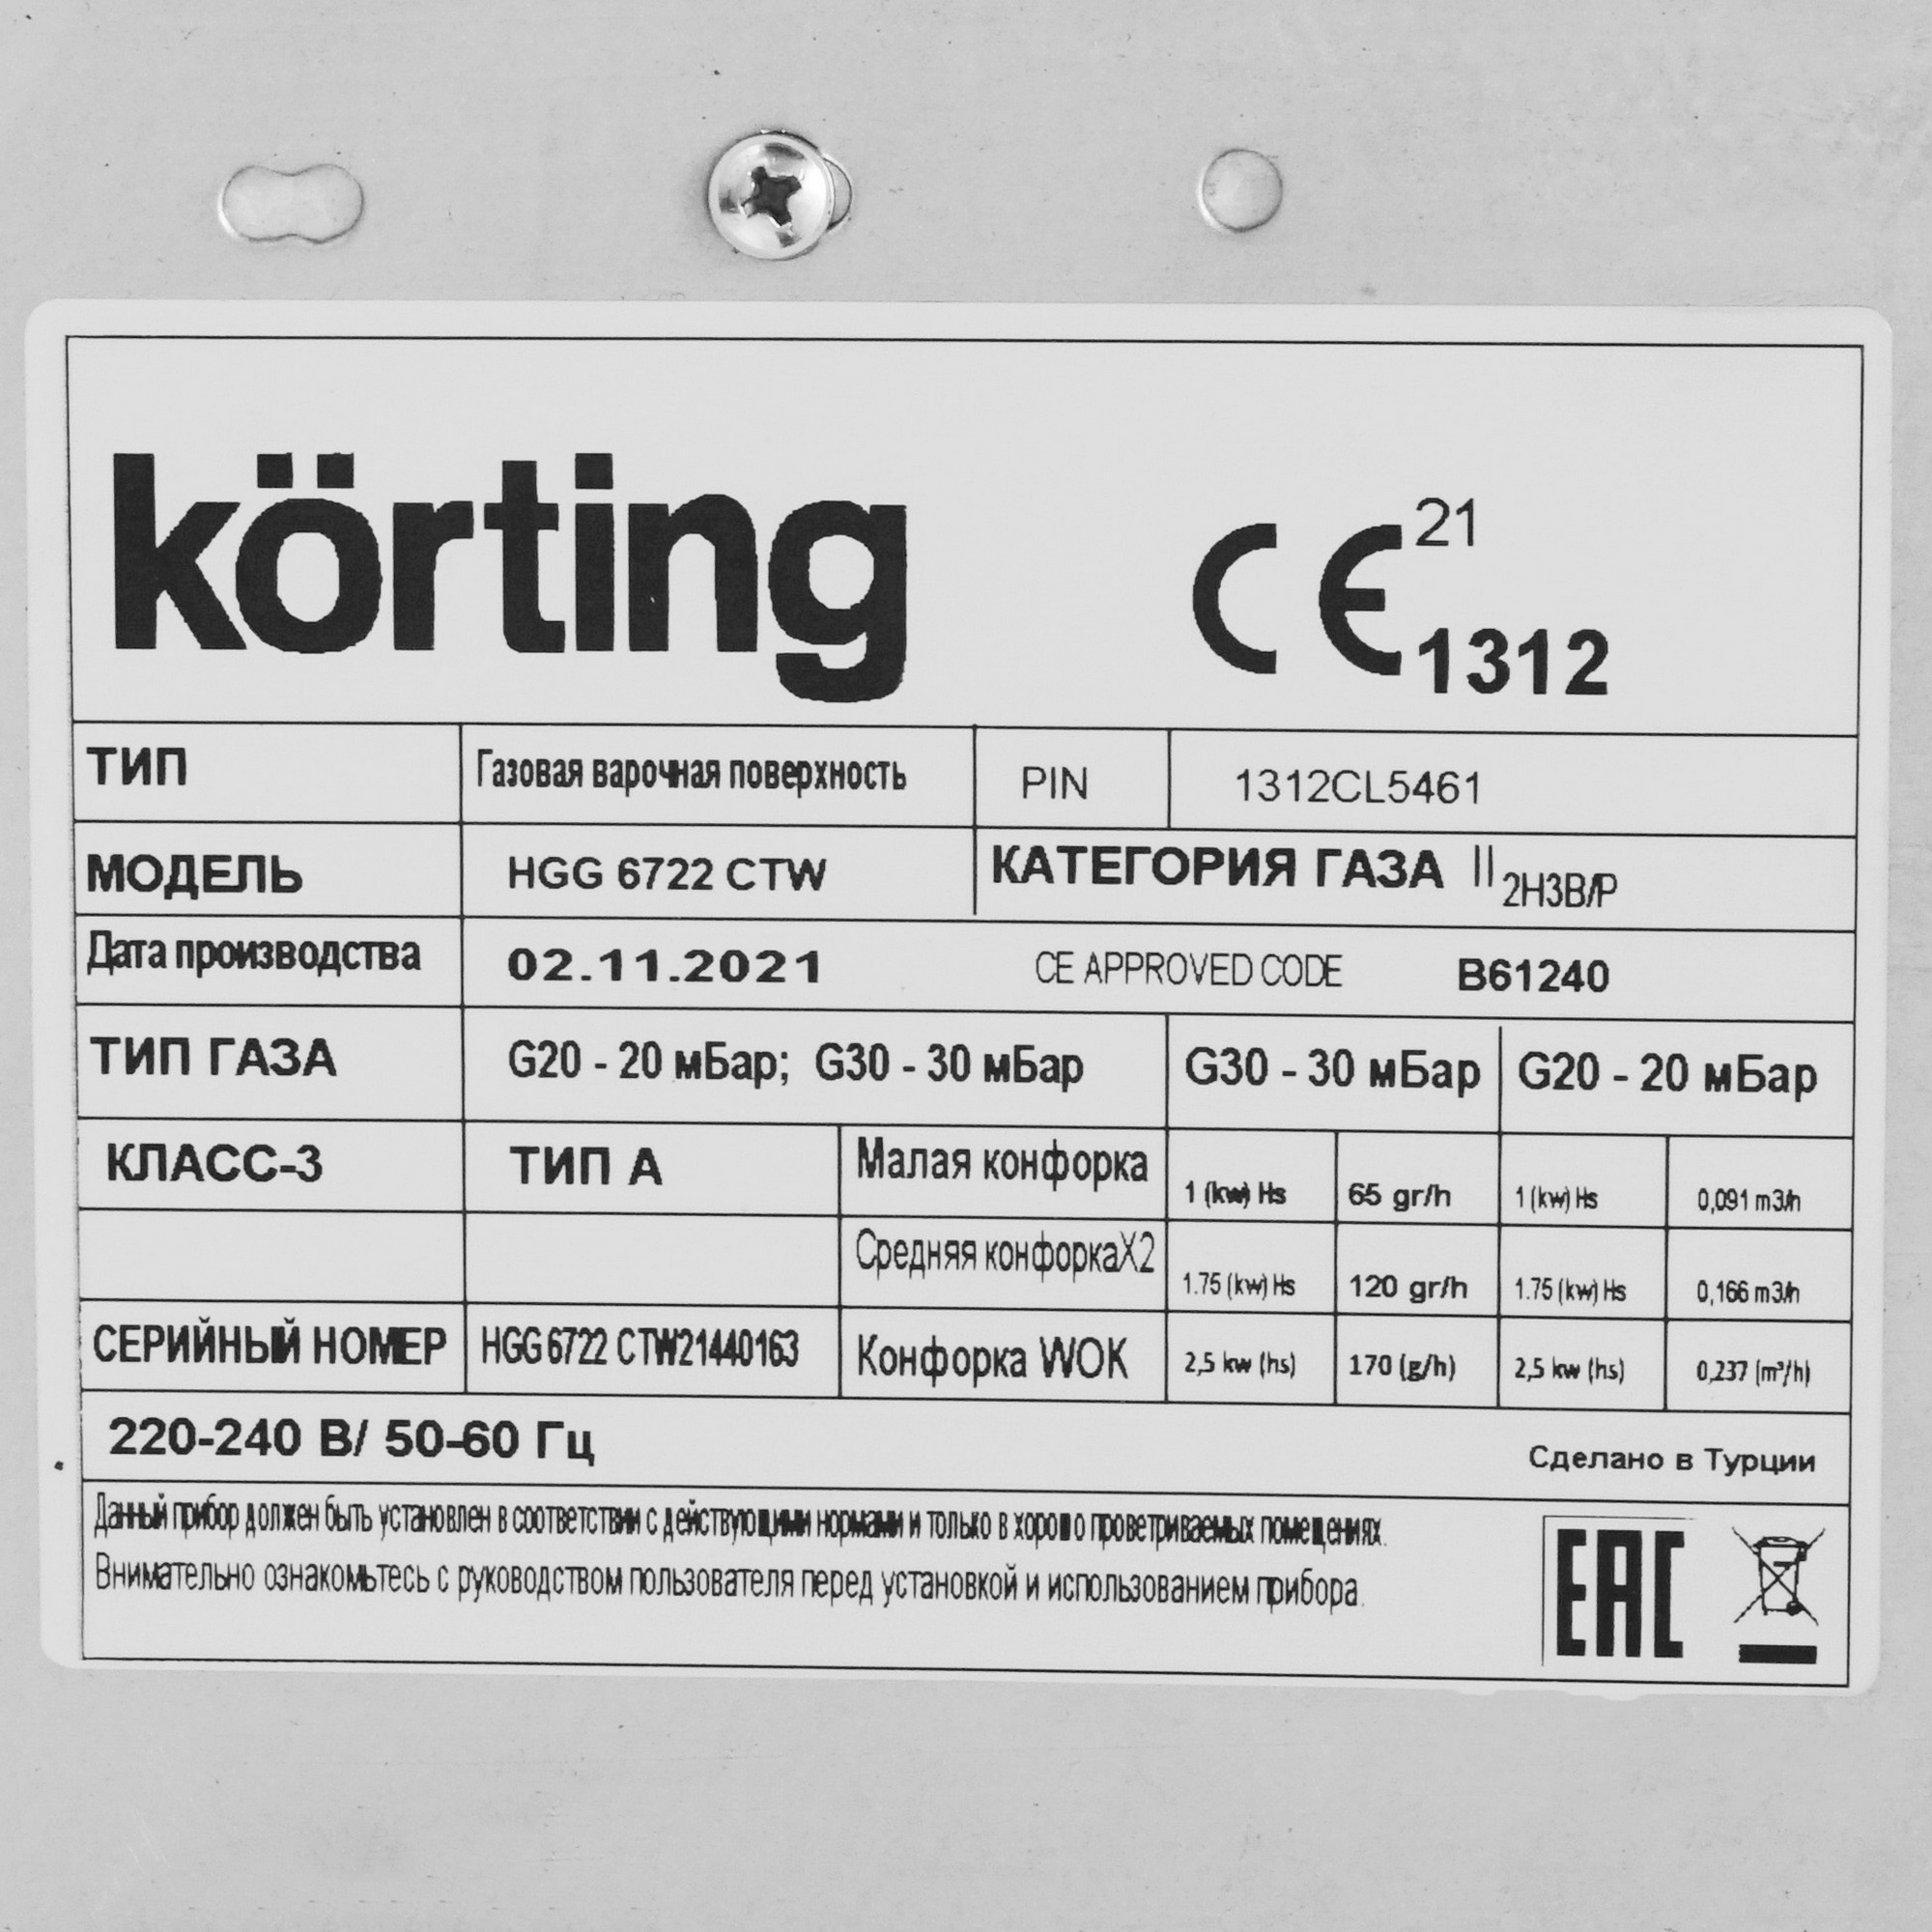 körting
CE 21
1312
ТИП Газовая варочная поверхность PIN 1312CL5461
МОДЕЛЬ HGG 6722 CTW КАТЕГОРИЯ ГАЗА II 2H3B/P
Дата производства 02.11.2021 CE APPROVED CODE B61240
ТИП ГАЗА G20 - 20 мБар; G30 - 30 мБар G30 - 30 мБар G20 - 20 мБар
КЛАСС-3 ТИП А Малая конфорка 1 (kw) Hs 65 gr/h 1 (kw) Hs 0,091 m3/h
Средняя конфоркаX2 1.75 (kw) Hs 120 gr/h 1.75 (kw) Hs 0,166 m3/h
СЕРИЙНЫЙ НОМЕР HGG 6722 CTW21440163 Конфорка WOK 2,5 kw (hs) 170 (g/h) 2,5 kw (hs) 0,237 (m³/h)
220-240 В/ 50-60 Гц Сделано в Турции
Данный прибор должен быть установлен в соответствии с действующими нормами и только в хорошо проветриваемых помещениях.
Внимательно ознакомьтесь с руководством пользователя перед установкой и использованием прибора.
EAC